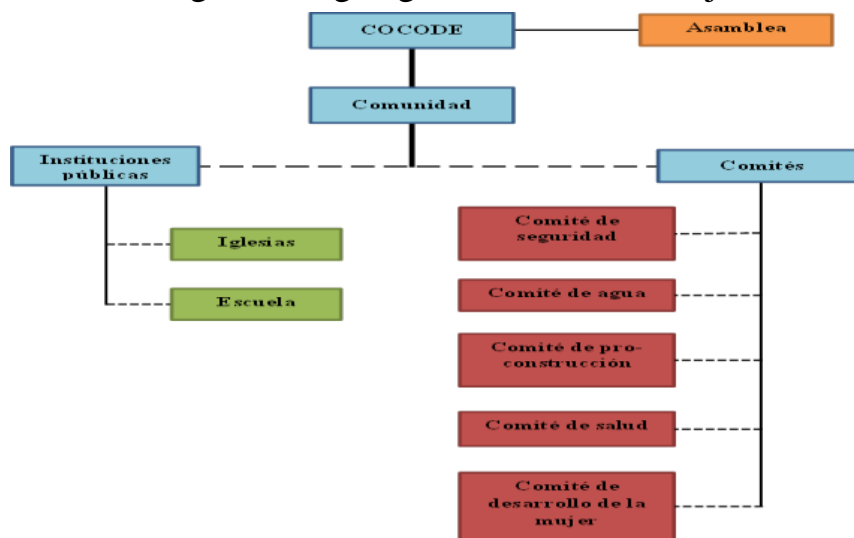 COCODE
Asamblea
Comunidad
Instituciones
públicas
Comités
Iglesias
Escuela
Comité de
seguridad
Comité de agua
Comité de pro-
construcción
Comité de salud
Comité de
desarrollo de la
mujer